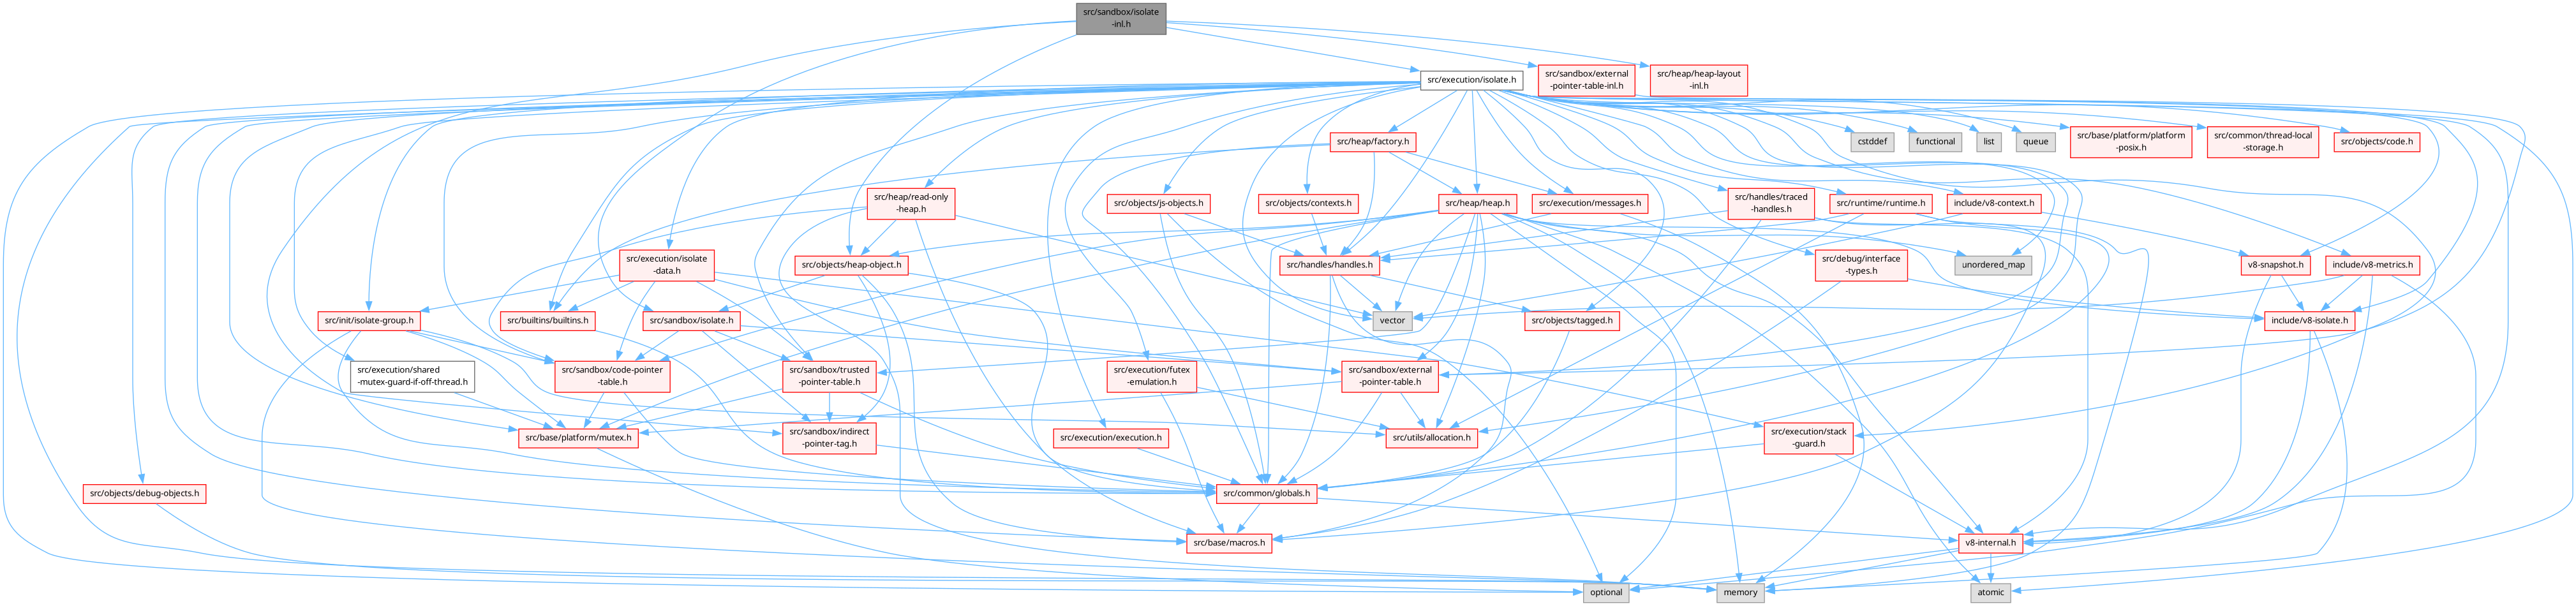 src/sandbox/isolate
-inl.h
src/execution/isolate.h
src/sandbox/external
-pointer-table-inl.h
src/heap/heap-layout
-inl.h
src/heap/factory.h
cstddef
functional
list
queue
src/base/platform/platform
-posix.h
src/common/thread-local
-storage.h
src/objects/code.h
src/heap/read-only
-heap.h
src/objects/js-objects.h
src/objects/contexts.h
src/heap/heap.h
src/execution/messages.h
src/handles/traced
-handles.h
src/runtime/runtime.h
include/v8-context.h
src/execution/isolate
-data.h
src/objects/heap-object.h
src/handles/handles.h
src/debug/interface
-types.h
unordered_map
v8-snapshot.h
include/v8-metrics.h
src/init/isolate-group.h
src/builtins/builtins.h
src/sandbox/isolate.h
vector
src/objects/tagged.h
include/v8-isolate.h
src/execution/shared
-mutex-guard-if-off-thread.h
src/sandbox/code-pointer
-table.h
src/sandbox/trusted
-pointer-table.h
src/execution/futex
-emulation.h
src/sandbox/external
-pointer-table.h
src/base/platform/mutex.h
src/sandbox/indirect
-pointer-tag.h
src/execution/execution.h
src/utils/allocation.h
src/execution/stack
-guard.h
src/objects/debug-objects.h
src/common/globals.h
src/base/macros.h
v8-internal.h
optional
memory
atomic